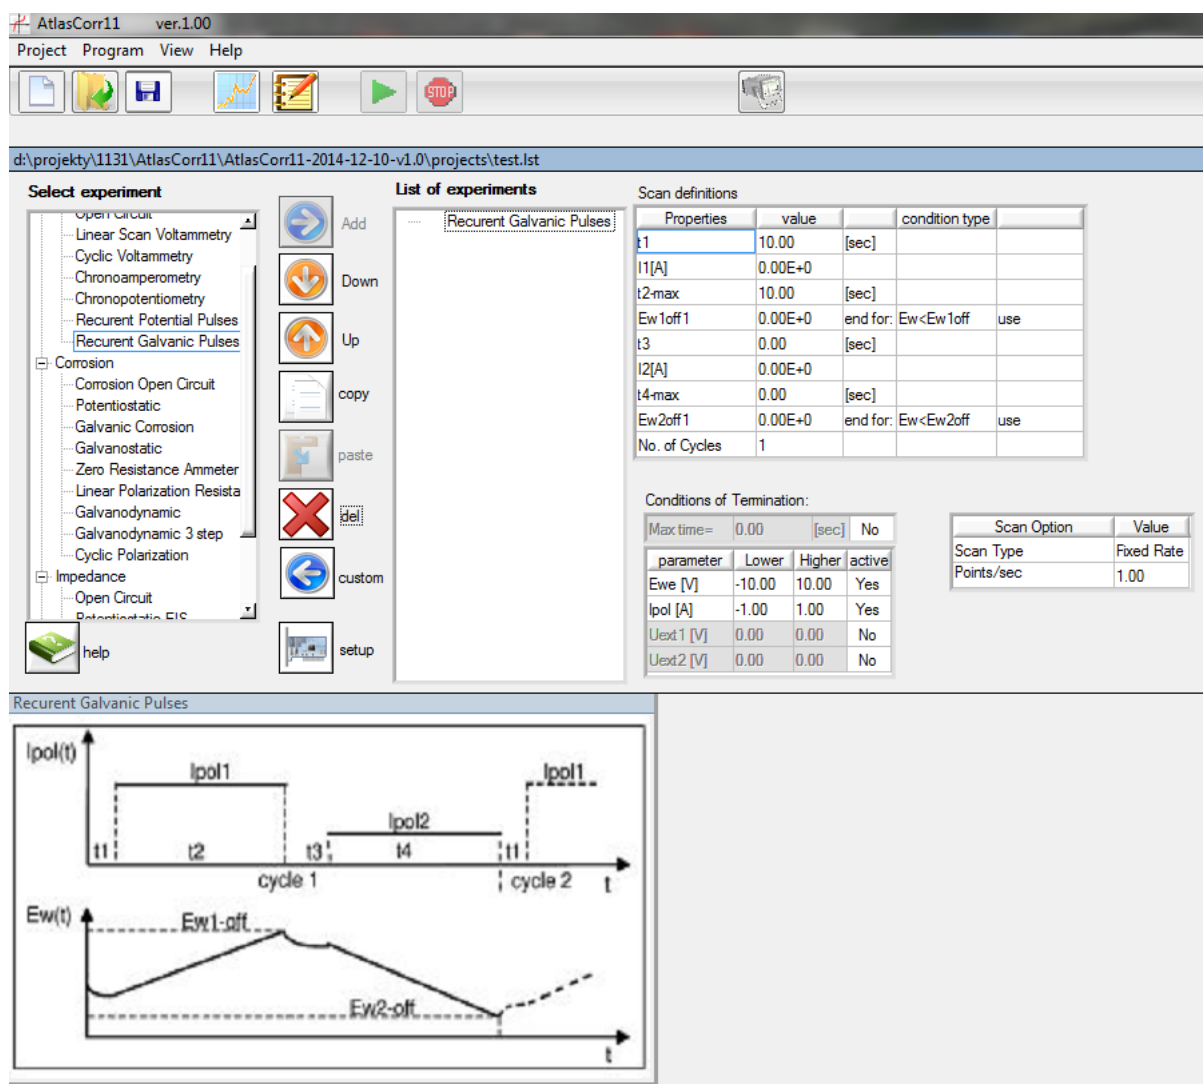 AtlasCorr11 ver.1.00
Project Program View Help
STOP
d:\projekty\1131\AtlasCorr11\AtlasCorr11-2014-12-10-v1.0\projects\test.lst
Select experiment
Open Circuit
Linear Scan Voltammetry
Cyclic Voltammetry
Chronoamperometry
Chronopotentiometry
Recurent Potential Pulses
Recurent Galvanic Pulses
Corrosion
Corrosion Open Circuit
Potentiostatic
Galvanic Corrosion
Galvanostatic
Zero Resistance Ammeter
Linear Polarization Resista
Galvanodynamic
Galvanodynamic 3 step
Cyclic Polarization
Impedance
Open Circuit
Potentiostatic EIS
help
Add
Down
Up
copy
paste
del
custom
setup
List of experiments
Recurent Galvanic Pulses
Scan definitions
Properties value condition type
t1 10.00 [sec]
I1[A] 0.00E+0
t2-max 10.00 [sec]
Ew1off1 0.00E+0 end for: Ew<Ew1off use
t3 0.00 [sec]
I2[A] 0.00E+0
t4-max 0.00 [sec]
Ew2off1 0.00E+0 end for: Ew<Ew2off use
No. of Cycles 1
Conditions of Termination:
Max time= 0.00 [sec] No
parameter Lower Higher active
Ewe [V] -10.00 10.00 Yes
Ipol [A] -1.00 1.00 Yes
Uext1 [V] 0.00 0.00 No
Uext2 [V] 0.00 0.00 No
Scan Option Value
Scan Type Fixed Rate
Points/sec 1.00
Recurent Galvanic Pulses
Ipol(t)
Ipol1 Ipol1
Ipol2
t1 t2 t3 t4 t1
cycle 1 cycle 2 t
Ew(t)
Ew1-off
Ew2-off
t